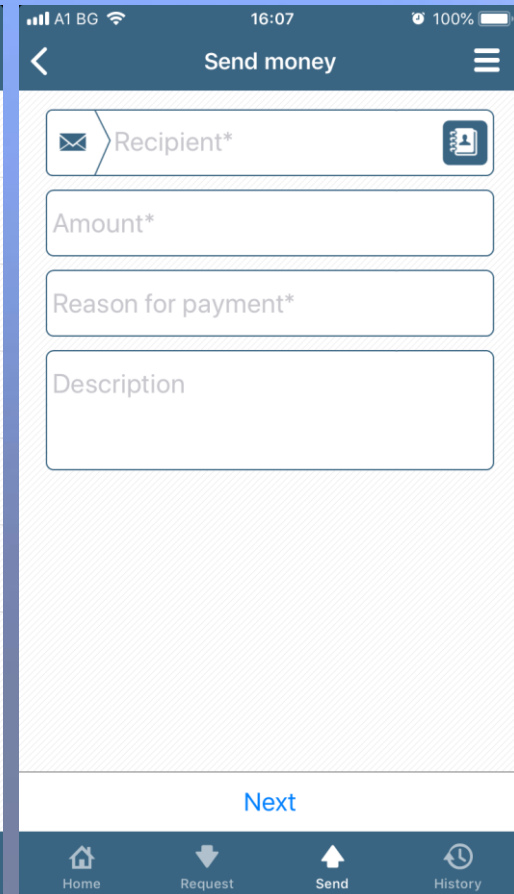 A1 BG 16:07 100%
Send money
Recipient*
Amount*
Reason for payment*
Description
Next
Home Request Send History